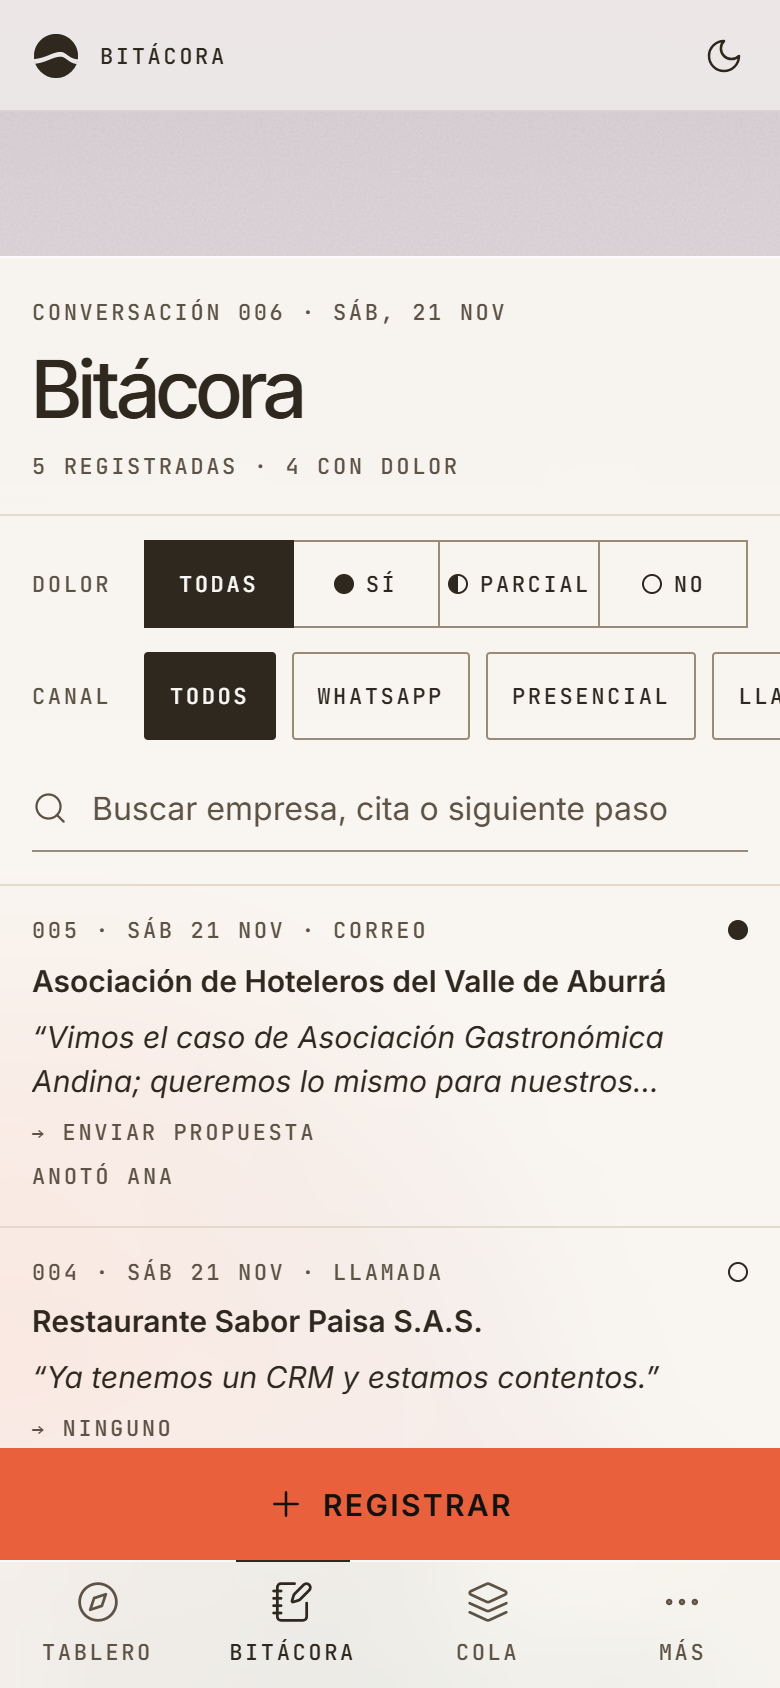 BITÁCORA
CONVERSACIÓN 006 · SÁB, 21 NOV
Bitácora
5 REGISTRADAS · 4 CON DOLOR
DOLOR TODAS SÍ PARCIAL NO
CANAL TODOS WHATSAPP PRESENCIAL LLA
Buscar empresa, cita o siguiente paso
005 · SÁB 21 NOV · CORREO
Asociación de Hoteleros del Valle de Aburrá
“Vimos el caso de Asociación Gastronómica
Andina; queremos lo mismo para nuestros…
→ ENVIAR PROPUESTA
ANOTÓ ANA
004 · SÁB 21 NOV · LLAMADA
Restaurante Sabor Paisa S.A.S.
“Ya tenemos un CRM y estamos contentos.”
→ NINGUNO
+ REGISTRAR
TABLERO BITÁCORA COLA MÁS